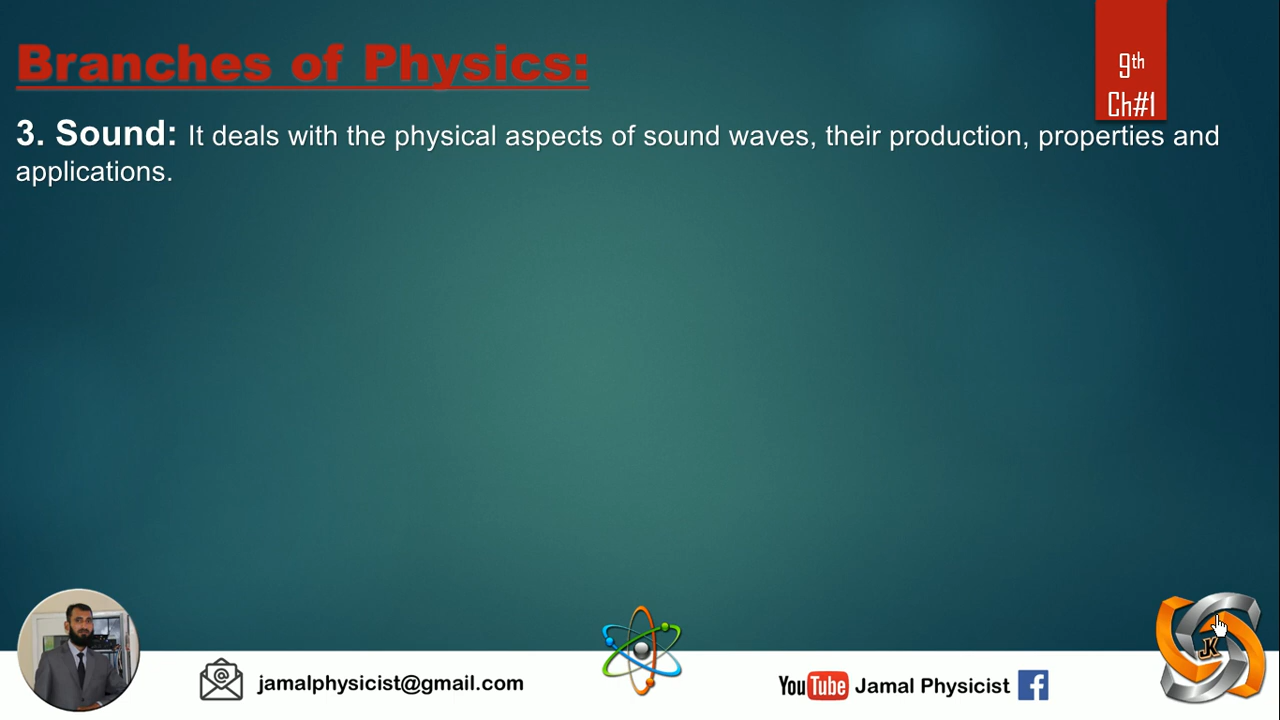 Branches of Physics:
9th
Ch#1
3. Sound: It deals with the physical aspects of sound waves, their production, properties and
applications.
jamalphysicist@gmail.com
YouTube Jamal Physicist f
JK